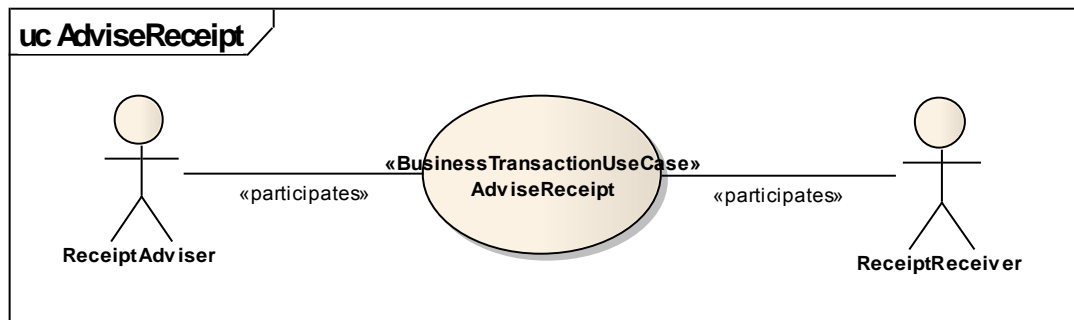 uc AdviseReceipt
«BusinessTransactionUseCase»
AdviseReceipt
«participates»
«participates»
ReceiptAdviser
ReceiptReceiver